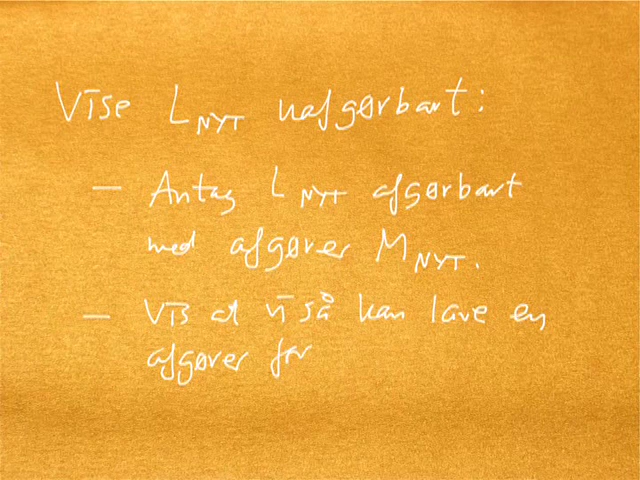 Vise L_NYT uafgørbart:
– Antag L_NYT afgørbart
med afgører M_NYT.
– Vis at vi så kan lave en
afgører for